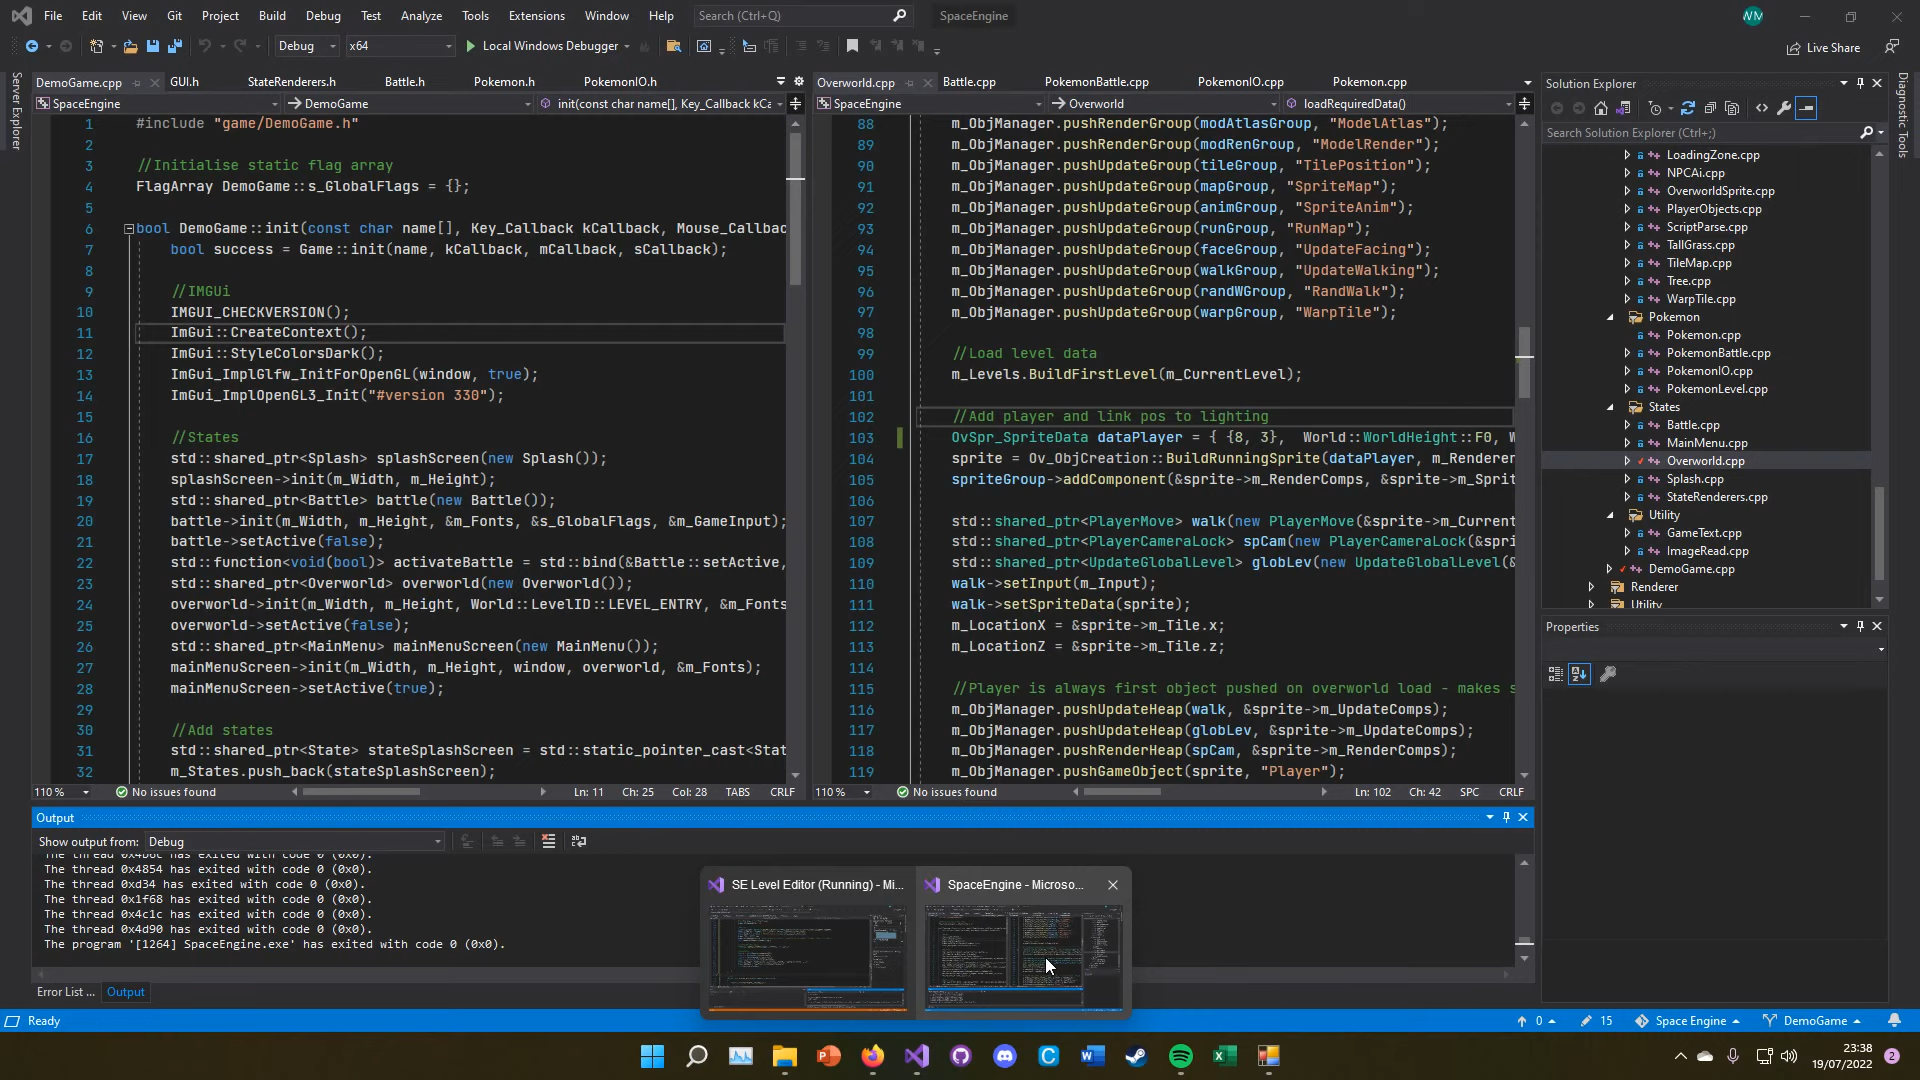 File Edit View Git Project Build Debug Test Analyze Tools Extensions Window Help Search (Ctrl+Q) SpaceEngine WM
Debug x64 Local Windows Debugger Live Share
Server Explorer
DemoGame.cpp GUI.h StateRenderers.h Battle.h Pokemon.h PokemonIO.h
SpaceEngine DemoGame init(const char name[], Key_Callback kCa
1 #include "game/DemoGame.h"
2
3 //Initialise static flag array
4 FlagArray DemoGame::s_GlobalFlags = {};
5
6 bool DemoGame::init(const char name[], Key_Callback kCallback, Mouse_Callbac
7 bool success = Game::init(name, kCallback, mCallback, sCallback);
8
9 //IMGUi
10 IMGUI_CHECKVERSION();
11 ImGui::CreateContext();
12 ImGui::StyleColorsDark();
13 ImGui_ImplGlfw_InitForOpenGL(window, true);
14 ImGui_ImplOpenGL3_Init("#version 330");
15
16 //States
17 std::shared_ptr<Splash> splashScreen(new Splash());
18 splashScreen->init(m_Width, m_Height);
19 std::shared_ptr<Battle> battle(new Battle());
20 battle->init(m_Width, m_Height, &m_Fonts, &s_GlobalFlags, &m_GameInput);
21 battle->setActive(false);
22 std::function<void(bool)> activateBattle = std::bind(&Battle::setActive,
23 std::shared_ptr<Overworld> overworld(new Overworld());
24 overworld->init(m_Width, m_Height, World::LevelID::LEVEL_ENTRY, &m_Fonts
25 overworld->setActive(false);
26 std::shared_ptr<MainMenu> mainMenuScreen(new MainMenu());
27 mainMenuScreen->init(m_Width, m_Height, window, overworld, &m_Fonts);
28 mainMenuScreen->setActive(true);
29
30 //Add states
31 std::shared_ptr<State> stateSplashScreen = std::static_pointer_cast<Stat
32 m_States.push_back(stateSplashScreen);
110 % No issues found Ln: 11 Ch: 25 Col: 28 TABS CRLF
Overworld.cpp Battle.cpp PokemonBattle.cpp PokemonIO.cpp Pokemon.cpp
SpaceEngine Overworld loadRequiredData()
88 m_ObjManager.pushRenderGroup(modAtlasGroup, "ModelAtlas");
89 m_ObjManager.pushRenderGroup(modRenGroup, "ModelRender");
90 m_ObjManager.pushUpdateGroup(tileGroup, "TilePosition");
91 m_ObjManager.pushUpdateGroup(mapGroup, "SpriteMap");
92 m_ObjManager.pushUpdateGroup(animGroup, "SpriteAnim");
93 m_ObjManager.pushUpdateGroup(runGroup, "RunMap");
94 m_ObjManager.pushUpdateGroup(faceGroup, "UpdateFacing");
95 m_ObjManager.pushUpdateGroup(walkGroup, "UpdateWalking");
96 m_ObjManager.pushUpdateGroup(randWGroup, "RandWalk");
97 m_ObjManager.pushUpdateGroup(warpGroup, "WarpTile");
98
99 //Load level data
100 m_Levels.BuildFirstLevel(m_CurrentLevel);
101
102 //Add player and link pos to lighting
103 OvSpr_SpriteData dataPlayer = { {8, 3}, World::WorldHeight::F0, W
104 sprite = Ov_ObjCreation::BuildRunningSprite(dataPlayer, m_Renderer
105 spriteGroup->addComponent(&sprite->m_RenderComps, &sprite->m_Sprit
106
107 std::shared_ptr<PlayerMove> walk(new PlayerMove(&sprite->m_Current
108 std::shared_ptr<PlayerCameraLock> spCam(new PlayerCameraLock(&spri
109 std::shared_ptr<UpdateGlobalLevel> globLev(new UpdateGlobalLevel(&
110 walk->setInput(m_Input);
111 walk->setSpriteData(sprite);
112 m_LocationX = &sprite->m_Tile.x;
113 m_LocationZ = &sprite->m_Tile.z;
114
115 //Player is always first object pushed on overworld load - makes s
116 m_ObjManager.pushUpdateHeap(walk, &sprite->m_UpdateComps);
117 m_ObjManager.pushUpdateHeap(globLev, &sprite->m_UpdateComps);
118 m_ObjManager.pushRenderHeap(spCam, &sprite->m_RenderComps);
119 m_ObjManager.pushGameObject(sprite, "Player");
110 % No issues found Ln: 102 Ch: 42 SPC CRLF
Solution Explorer
Search Solution Explorer (Ctrl+;)
LoadingZone.cpp
NPCAi.cpp
OverworldSprite.cpp
PlayerObjects.cpp
ScriptParse.cpp
TallGrass.cpp
TileMap.cpp
Tree.cpp
WarpTile.cpp
Pokemon
Pokemon.cpp
PokemonBattle.cpp
PokemonIO.cpp
PokemonLevel.cpp
States
Battle.cpp
MainMenu.cpp
Overworld.cpp
Splash.cpp
StateRenderers.cpp
Utility
GameText.cpp
ImageRead.cpp
DemoGame.cpp
Renderer
Utility
Properties
Diagnostic Tools
Output
Show output from: Debug
The thread 0x4b6c has exited with code 0 (0x0).
The thread 0x4854 has exited with code 0 (0x0).
The thread 0xd34 has exited with code 0 (0x0).
The thread 0x1f68 has exited with code 0 (0x0).
The thread 0x4c1c has exited with code 0 (0x0).
The thread 0x4d90 has exited with code 0 (0x0).
The program '[1264] SpaceEngine.exe' has exited with code 0 (0x0).
Error List ... Output
SE Level Editor (Running) - Mi... SpaceEngine - Microso...
Ready 0 15 Space Engine DemoGame
23:38
19/07/2022 2